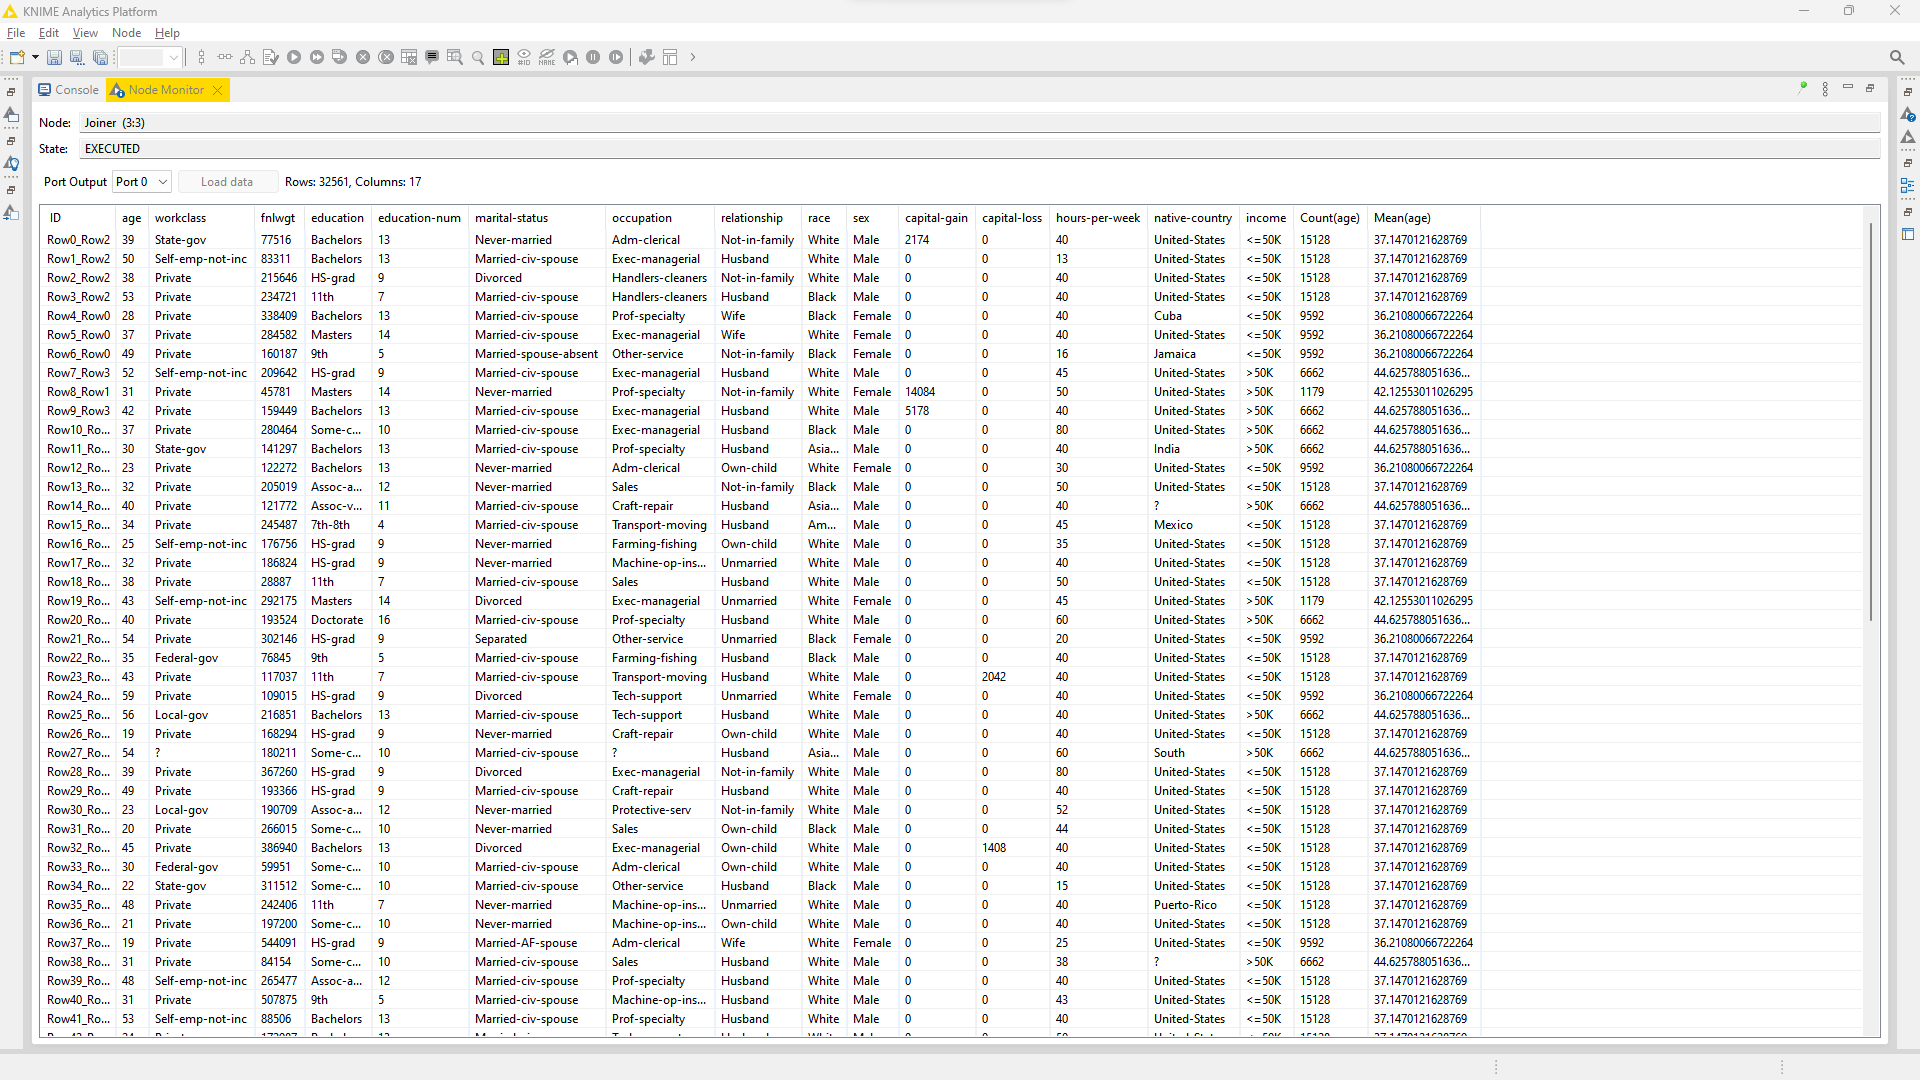 KNIME Analytics Platform
File Edit View Node Help
Console Node Monitor
Node: Joiner (3:3)
State: EXECUTED
Port Output Port 0 Load data Rows: 32561, Columns: 17
ID age workclass fnlwgt education education-num marital-status occupation relationship race sex capital-gain capital-loss hours-per-week native-country income Count(age) Mean(age)
Row0_Row2 39 State-gov 77516 Bachelors 13 Never-married Adm-clerical Not-in-family White Male 2174 0 40 United-States <=50K 15128 37.1470121628769
Row1_Row2 50 Self-emp-not-inc 83311 Bachelors 13 Married-civ-spouse Exec-managerial Husband White Male 0 0 13 United-States <=50K 15128 37.1470121628769
Row2_Row2 38 Private 215646 HS-grad 9 Divorced Handlers-cleaners Not-in-family White Male 0 0 40 United-States <=50K 15128 37.1470121628769
Row3_Row2 53 Private 234721 11th 7 Married-civ-spouse Handlers-cleaners Husband Black Male 0 0 40 United-States <=50K 15128 37.1470121628769
Row4_Row0 28 Private 338409 Bachelors 13 Married-civ-spouse Prof-specialty Wife Black Female 0 0 40 Cuba <=50K 9592 36.21080066722264
Row5_Row0 37 Private 284582 Masters 14 Married-civ-spouse Exec-managerial Wife White Female 0 0 40 United-States <=50K 9592 36.21080066722264
Row6_Row0 49 Private 160187 9th 5 Married-spouse-absent Other-service Not-in-family Black Female 0 0 16 Jamaica <=50K 9592 36.21080066722264
Row7_Row3 52 Self-emp-not-inc 209642 HS-grad 9 Married-civ-spouse Exec-managerial Husband White Male 0 0 45 United-States >50K 6662 44.625788051636...
Row8_Row1 31 Private 45781 Masters 14 Never-married Prof-specialty Not-in-family White Female 14084 0 50 United-States >50K 1179 42.12553011026295
Row9_Row3 42 Private 159449 Bachelors 13 Married-civ-spouse Exec-managerial Husband White Male 5178 0 40 United-States >50K 6662 44.625788051636...
Row10_Ro... 37 Private 280464 Some-c... 10 Married-civ-spouse Exec-managerial Husband Black Male 0 0 80 United-States >50K 6662 44.625788051636...
Row11_Ro... 30 State-gov 141297 Bachelors 13 Married-civ-spouse Prof-specialty Husband Asia... Male 0 0 40 India >50K 6662 44.625788051636...
Row12_Ro... 23 Private 122272 Bachelors 13 Never-married Adm-clerical Own-child White Female 0 0 30 United-States <=50K 9592 36.21080066722264
Row13_Ro... 32 Private 205019 Assoc-a... 12 Never-married Sales Not-in-family Black Male 0 0 50 United-States <=50K 15128 37.1470121628769
Row14_Ro... 40 Private 121772 Assoc-v... 11 Married-civ-spouse Craft-repair Husband Asia... Male 0 0 40 ? >50K 6662 44.625788051636...
Row15_Ro... 34 Private 245487 7th-8th 4 Married-civ-spouse Transport-moving Husband Am... Male 0 0 45 Mexico <=50K 15128 37.1470121628769
Row16_Ro... 25 Self-emp-not-inc 176756 HS-grad 9 Never-married Farming-fishing Own-child White Male 0 0 35 United-States <=50K 15128 37.1470121628769
Row17_Ro... 32 Private 186824 HS-grad 9 Never-married Machine-op-ins... Unmarried White Male 0 0 40 United-States <=50K 15128 37.1470121628769
Row18_Ro... 38 Private 28887 11th 7 Married-civ-spouse Sales Husband White Male 0 0 50 United-States <=50K 15128 37.1470121628769
Row19_Ro... 43 Self-emp-not-inc 292175 Masters 14 Divorced Exec-managerial Unmarried White Female 0 0 45 United-States >50K 1179 42.12553011026295
Row20_Ro... 40 Private 193524 Doctorate 16 Married-civ-spouse Prof-specialty Husband White Male 0 0 60 United-States >50K 6662 44.625788051636...
Row21_Ro... 54 Private 302146 HS-grad 9 Separated Other-service Unmarried Black Female 0 0 20 United-States <=50K 9592 36.21080066722264
Row22_Ro... 35 Federal-gov 76845 9th 5 Married-civ-spouse Farming-fishing Husband Black Male 0 0 40 United-States <=50K 15128 37.1470121628769
Row23_Ro... 43 Private 117037 11th 7 Married-civ-spouse Transport-moving Husband White Male 0 2042 40 United-States <=50K 15128 37.1470121628769
Row24_Ro... 59 Private 109015 HS-grad 9 Divorced Tech-support Unmarried White Female 0 0 40 United-States <=50K 9592 36.21080066722264
Row25_Ro... 56 Local-gov 216851 Bachelors 13 Married-civ-spouse Tech-support Husband White Male 0 0 40 United-States >50K 6662 44.625788051636...
Row26_Ro... 19 Private 168294 HS-grad 9 Never-married Craft-repair Own-child White Male 0 0 40 United-States <=50K 15128 37.1470121628769
Row27_Ro... 54 ? 180211 Some-c... 10 Married-civ-spouse ? Husband Asia... Male 0 0 60 South >50K 6662 44.625788051636...
Row28_Ro... 39 Private 367260 HS-grad 9 Divorced Exec-managerial Not-in-family White Male 0 0 80 United-States <=50K 15128 37.1470121628769
Row29_Ro... 49 Private 193366 HS-grad 9 Married-civ-spouse Craft-repair Husband White Male 0 0 40 United-States <=50K 15128 37.1470121628769
Row30_Ro... 23 Local-gov 190709 Assoc-a... 12 Never-married Protective-serv Not-in-family White Male 0 0 52 United-States <=50K 15128 37.1470121628769
Row31_Ro... 20 Private 266015 Some-c... 10 Never-married Sales Own-child Black Male 0 0 44 United-States <=50K 15128 37.1470121628769
Row32_Ro... 45 Private 386940 Bachelors 13 Divorced Exec-managerial Own-child White Male 0 1408 40 United-States <=50K 15128 37.1470121628769
Row33_Ro... 30 Federal-gov 59951 Some-c... 10 Married-civ-spouse Adm-clerical Own-child White Male 0 0 40 United-States <=50K 15128 37.1470121628769
Row34_Ro... 22 State-gov 311512 Some-c... 10 Married-civ-spouse Other-service Husband Black Male 0 0 15 United-States <=50K 15128 37.1470121628769
Row35_Ro... 48 Private 242406 11th 7 Never-married Machine-op-ins... Unmarried White Male 0 0 40 Puerto-Rico <=50K 15128 37.1470121628769
Row36_Ro... 21 Private 197200 Some-c... 10 Never-married Machine-op-ins... Own-child White Male 0 0 40 United-States <=50K 15128 37.1470121628769
Row37_Ro... 19 Private 544091 HS-grad 9 Married-AF-spouse Adm-clerical Wife White Female 0 0 25 United-States <=50K 9592 36.21080066722264
Row38_Ro... 31 Private 84154 Some-c... 10 Married-civ-spouse Sales Husband White Male 0 0 38 ? >50K 6662 44.625788051636...
Row39_Ro... 48 Self-emp-not-inc 265477 Assoc-a... 12 Married-civ-spouse Prof-specialty Husband White Male 0 0 40 United-States <=50K 15128 37.1470121628769
Row40_Ro... 31 Private 507875 9th 5 Married-civ-spouse Machine-op-ins... Husband White Male 0 0 43 United-States <=50K 15128 37.1470121628769
Row41_Ro... 53 Self-emp-not-inc 88506 Bachelors 13 Married-civ-spouse Prof-specialty Husband White Male 0 0 40 United-States <=50K 15128 37.1470121628769